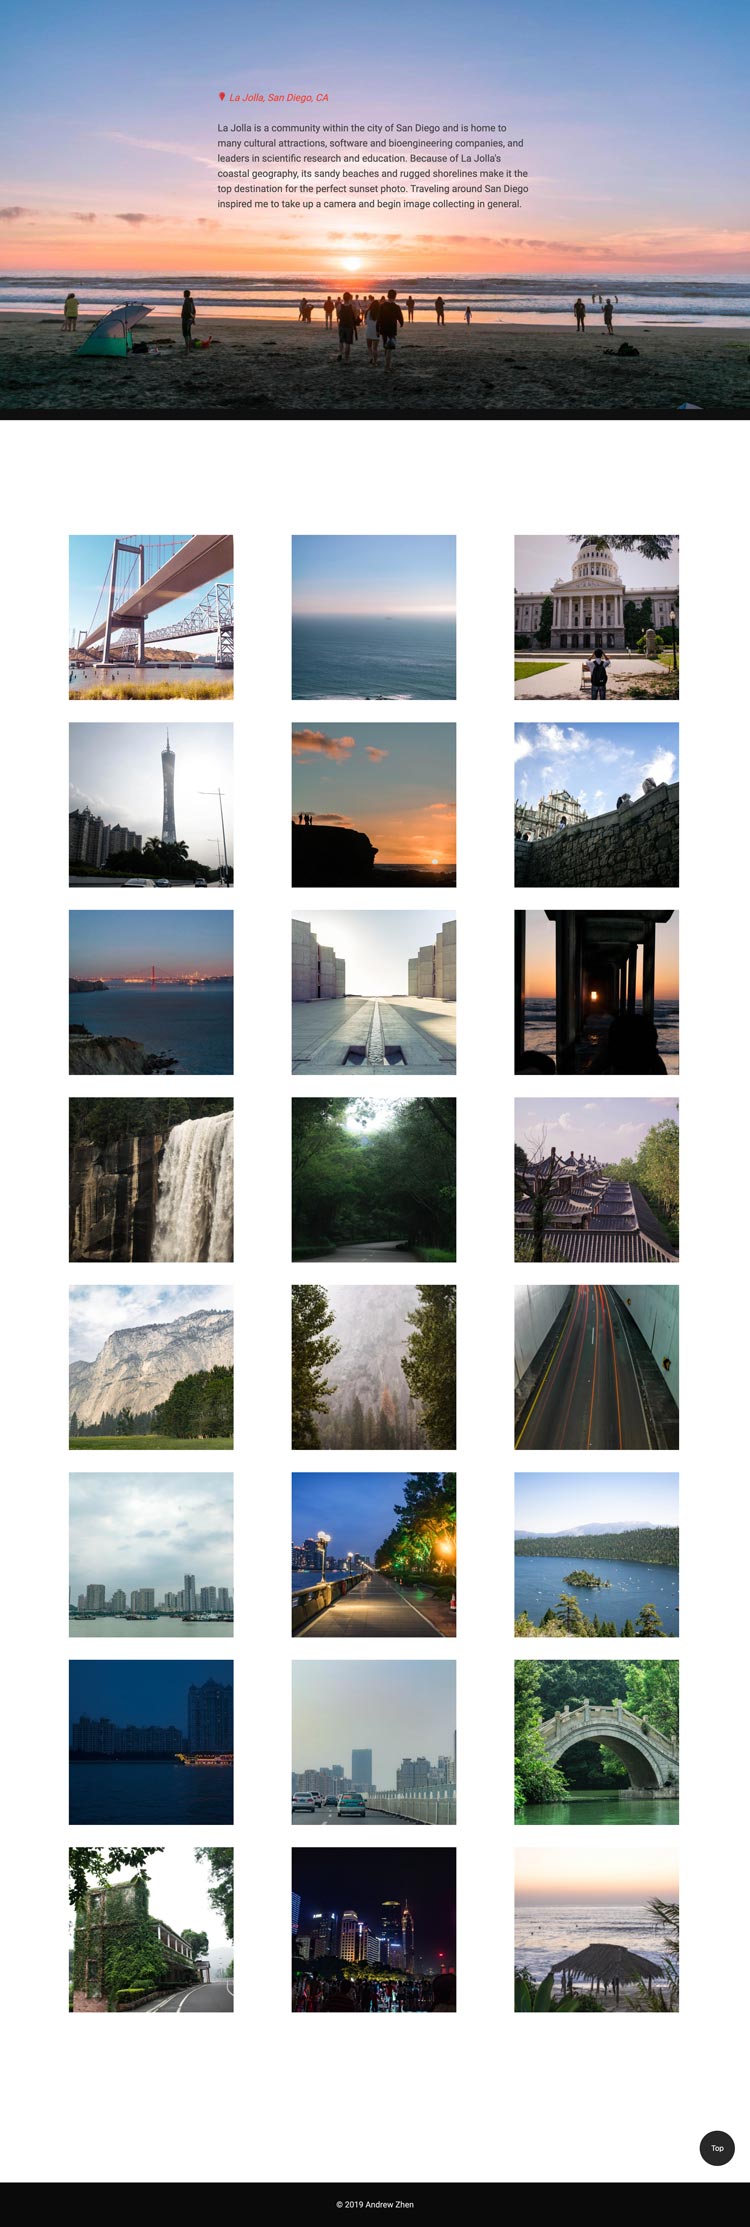 La Jolla, San Diego, CA
La Jolla is a community within the city of San Diego and is home to
many cultural attractions, software and bioengineering companies, and
leaders in scientific research and education. Because of La Jolla's
coastal geography, its sandy beaches and rugged shorelines make it the
top destination for the perfect sunset photo. Traveling around San Diego
inspired me to take up a camera and begin image collecting in general.
Top
© 2019 Andrew Zhen